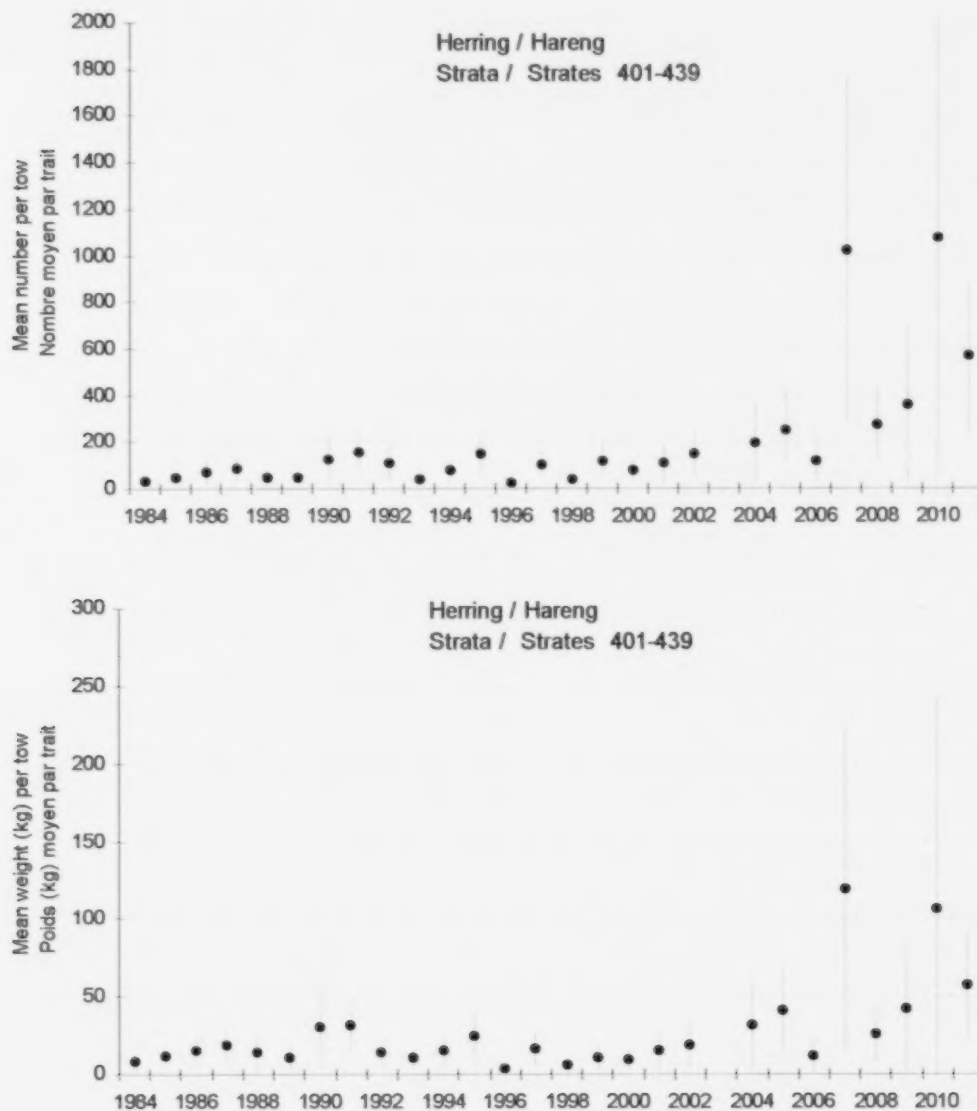 Herring / Hareng
Strata / Strates 401-439
Mean number per tow
Nombre moyen par trait
2000
1800
1600
1400
1200
1000
800
600
400
200
0
1984 1986 1988 1990 1992 1994 1996 1998 2000 2002 2004 2006 2008 2010
Herring / Hareng
Strata / Strates 401-439
Mean weight (kg) per tow
Poids (kg) moyen par trait
300
250
200
150
100
50
0
1984 1986 1988 1990 1992 1994 1996 1998 2000 2002 2004 2006 2008 2010